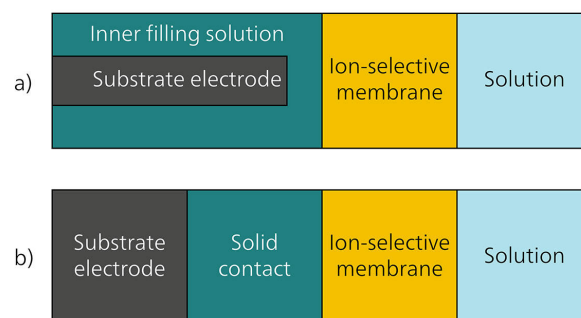 a)
Inner filling solution
Substrate electrode
Ion-selective
membrane
Solution
b)
Substrate
electrode
Solid
contact
Ion-selective
membrane
Solution